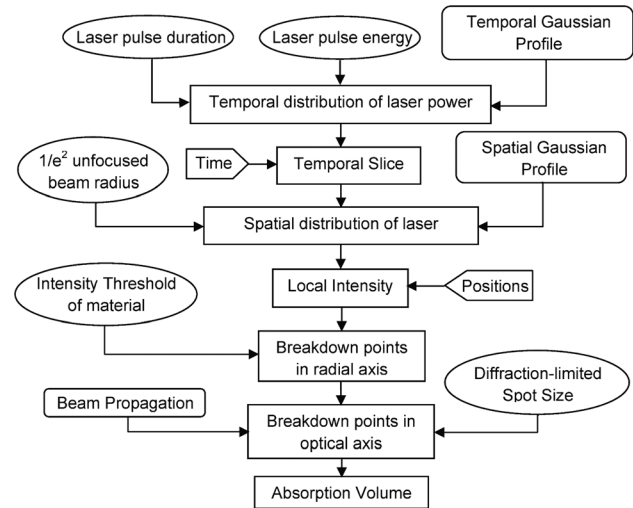 Laser pulse duration
Laser pulse energy
Temporal Gaussian
Profile
Temporal distribution of laser power
1/e² unfocused
beam radius
Time
Temporal Slice
Spatial Gaussian
Profile
Spatial distribution of laser
Intensity Threshold
of material
Local Intensity
Positions
Breakdown points
in radial axis
Diffraction-limited
Spot Size
Beam Propagation
Breakdown points in
optical axis
Absorption Volume